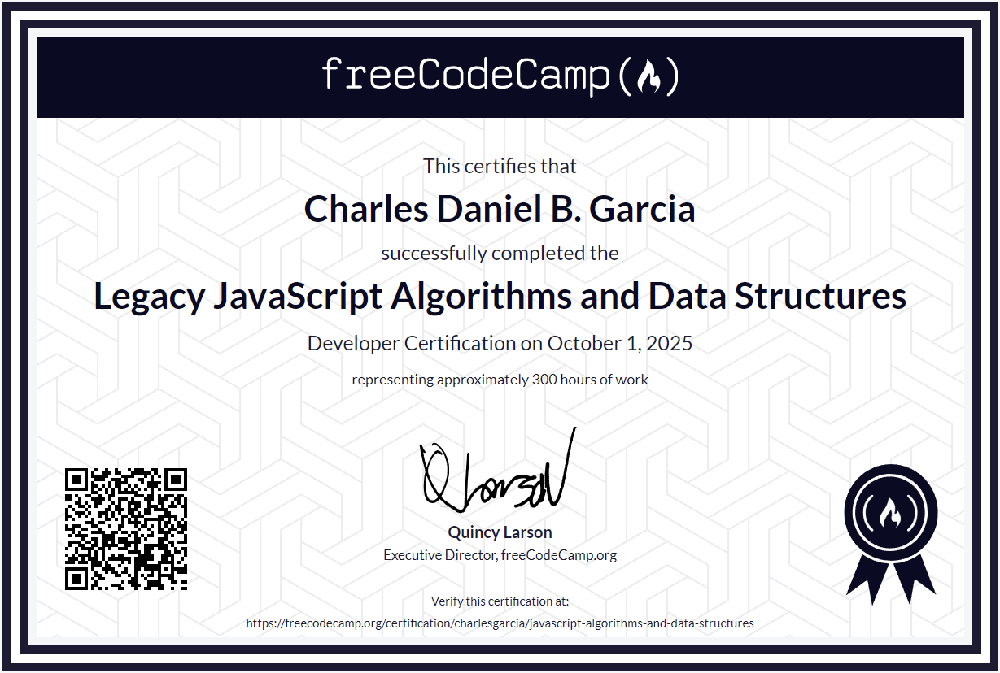 freeCodeCamp
This certifies that
Charles Daniel B. Garcia
successfully completed the
Legacy JavaScript Algorithms and Data Structures
Developer Certification on October 1, 2025
representing approximately 300 hours of work
Q Larson
Quincy Larson
Executive Director, freeCodeCamp.org
Verify this certification at:
https://freecodecamp.org/certification/charlesgarcia/javascript-algorithms-and-data-structures